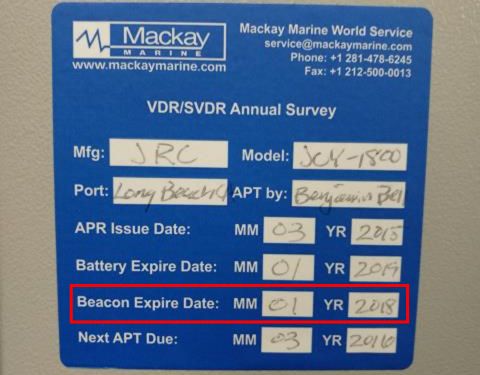 Mackay
MARINE
www.mackaymarine.com
Mackay Marine World Service
service@mackaymarine.com
Phone: +1 281-478-6245
Fax: +1 212-500-0013
VDR/SVDR Annual Survey
Mfg: JRC Model: JCY-1800
Port: Long Beach APT by: Benjamin Bell
APR Issue Date: MM 03 YR 2015
Battery Expire Date: MM 01 YR 2019
Beacon Expire Date: MM 01 YR 2018
Next APT Due: MM 03 YR 2016